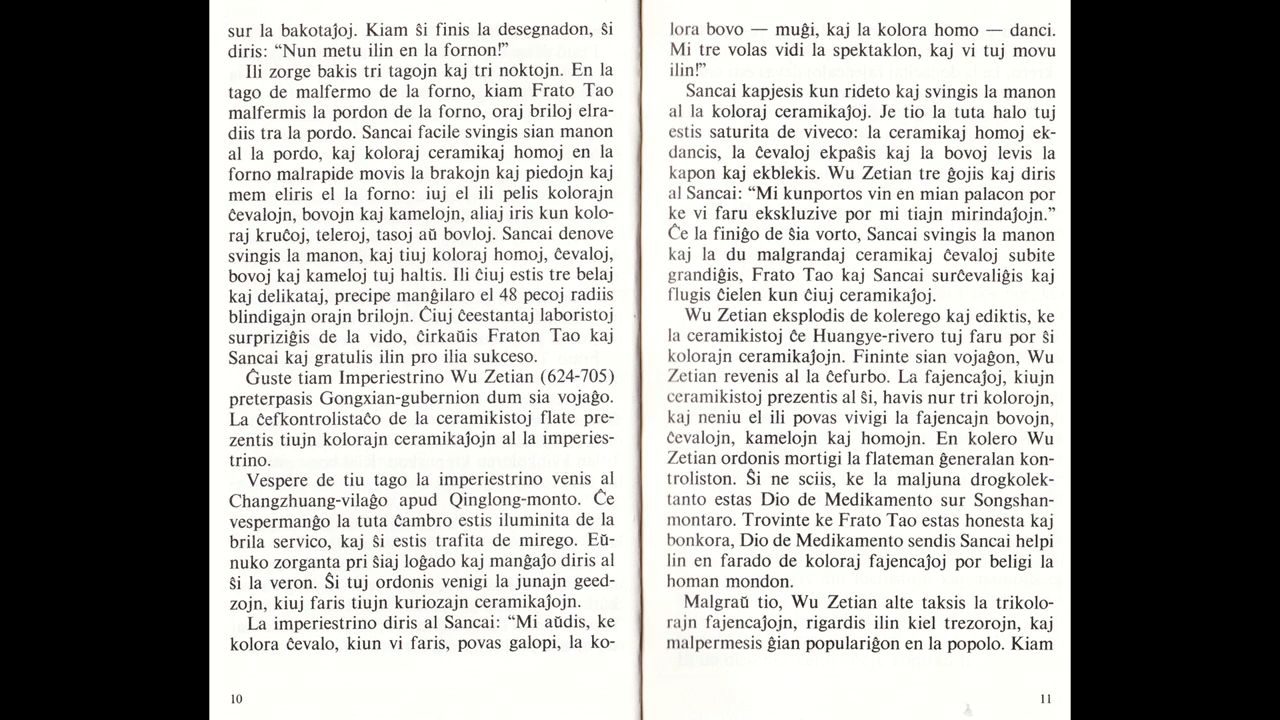 sur la bakotaĵoj. Kiam ŝi finis la desegnadon, ŝi
diris: “Nun metu ilin en la fornon!”
Ili zorge bakis tri tagojn kaj tri noktojn. En la
tago de malfermo de la forno, kiam Frato Tao
malfermis la pordon de la forno, oraj briloj elra-
diis tra la pordo. Sancai facile svingis sian manon
al la pordo, kaj koloraj ceramikaj homoj en la
forno malrapide movis la brakojn kaj piedojn kaj
mem eliris el la forno: iuj el ili pelis kolorajn
ĉevalojn, bovojn kaj kamelojn, aliaj iris kun kolo-
raj kruĉoj, teleroj, tasoj aŭ bovloj. Sancai denove
svingis la manon, kaj tiuj koloraj homoj, ĉevaloj,
bovoj kaj kameloj tuj haltis. Ili ĉiuj estis tre belaj
kaj delikataj, precipe manĝilaro el 48 pecoj radiis
blindigajn orajn brilojn. Ĉiuj ĉeestantaj laboristoj
surpriziĝis de la vido, ĉirkaŭis Fraton Tao kaj
Sancai kaj gratulis ilin pro ilia sukceso.
Ĝuste tiam Imperiestrino Wu Zetian (624-705)
preterpasis Gongxian-gubernion dum sia vojaĝo.
La ĉefkontrolistaĉo de la ceramikistoj flate pre-
zentis tiujn kolorajn ceramikaĵojn al la imperies-
trino.
Vespere de tiu tago la imperiestrino venis al
Changzhuang-vilaĝo apud Qinglong-monto. Ĉe
vespermanĝo la tuta ĉambro estis iluminita de la
brila servico, kaj ŝi estis trafita de mirego. Eŭ-
nuko zorganta pri ŝiaj loĝado kaj manĝaĵo diris al
ŝi la veron. Ŝi tuj ordonis venigi la junajn geed-
zojn, kiuj faris tiujn kuriozajn ceramikaĵojn.
La imperiestrino diris al Sancai: “Mi aŭdis, ke
kolora ĉevalo, kiun vi faris, povas galopi, la ko-
10
lora bovo — muĝi, kaj la kolora homo — danci.
Mi tre volas vidi la spektaklon, kaj vi tuj movu
ilin!”
Sancai kapjesis kun rideto kaj svingis la manon
al la koloraj ceramikaĵoj. Je tio la tuta halo tuj
estis saturita de viveco: la ceramikaj homoj ek-
dancis, la ĉevaloj ekpaŝis kaj la bovoj levis la
kapon kaj ekblekis. Wu Zetian tre ĝojis kaj diris
al Sancai: “Mi kunportos vin en mian palacon por
ke vi faru ekskluzive por mi tiajn mirindaĵojn.”
Ĉe la finiĝo de ŝia vorto, Sancai svingis la manon
kaj la du malgrandaj ceramikaj ĉevaloj subite
grandiĝis, Frato Tao kaj Sancai surĉevaliĝis kaj
flugis ĉielen kun ĉiuj ceramikaĵoj.
Wu Zetian eksplodis de kolerego kaj ediktis, ke
la ceramikistoj ĉe Huangye-rivero tuj faru por ŝi
kolorajn ceramikaĵojn. Fininte sian vojaĝon, Wu
Zetian revenis al la ĉefurbo. La fajencaĵoj, kiujn
ceramikistoj prezentis al ŝi, havis nur tri kolorojn,
kaj neniu el ili povas vivigi la fajencajn bovojn,
ĉevalojn, kamelojn kaj homojn. En kolero Wu
Zetian ordonis mortigi la flateman ĝeneralan kon-
troliston. Ŝi ne sciis, ke la maljuna drogkolek-
tanto estas Dio de Medikamento sur Songshan-
montaro. Trovinte ke Frato Tao estas honesta kaj
bonkora, Dio de Medikamento sendis Sancai helpi
lin en farado de koloraj fajencaĵoj por beligi la
homan mondon.
Malgraŭ tio, Wu Zetian alte taksis la trikolo-
rajn fajencaĵojn, rigardis ilin kiel trezorojn, kaj
malpermesis ĝian populariĝon en la popolo. Kiam
11